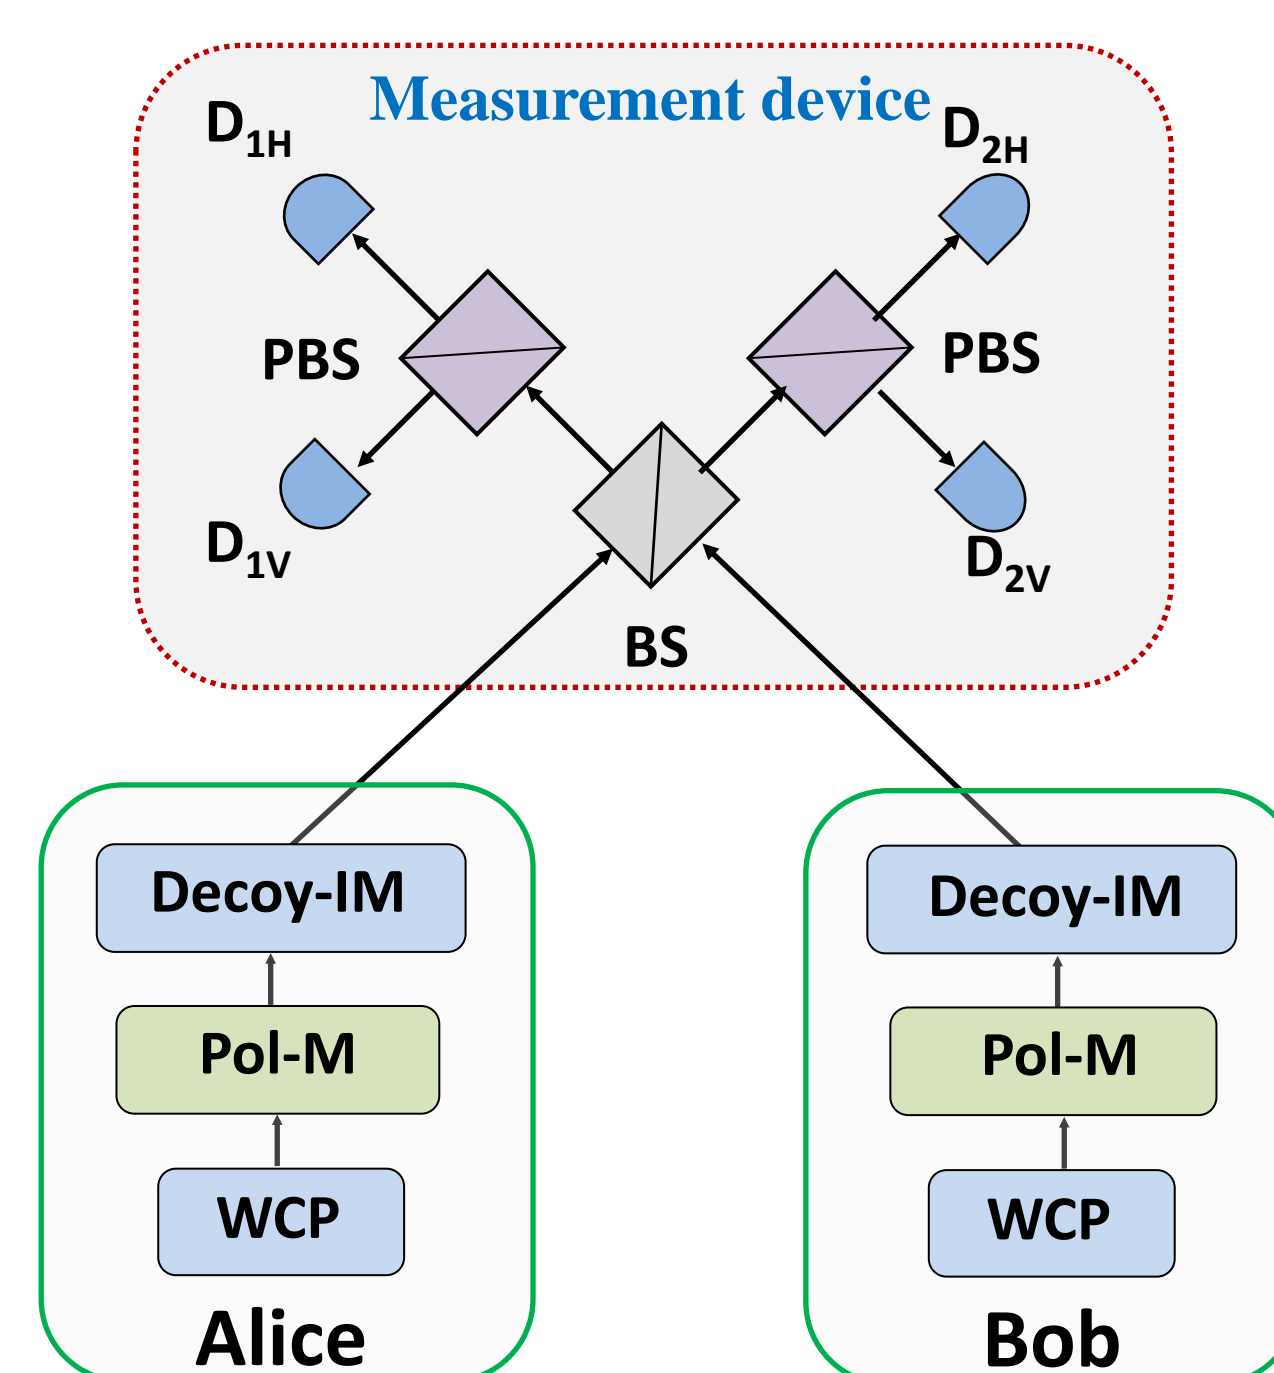 Measurement device
D1H
D2H
PBS
PBS
D1V
D2V
BS
Decoy-IM
Decoy-IM
Pol-M
Pol-M
WCP
WCP
Alice
Bob